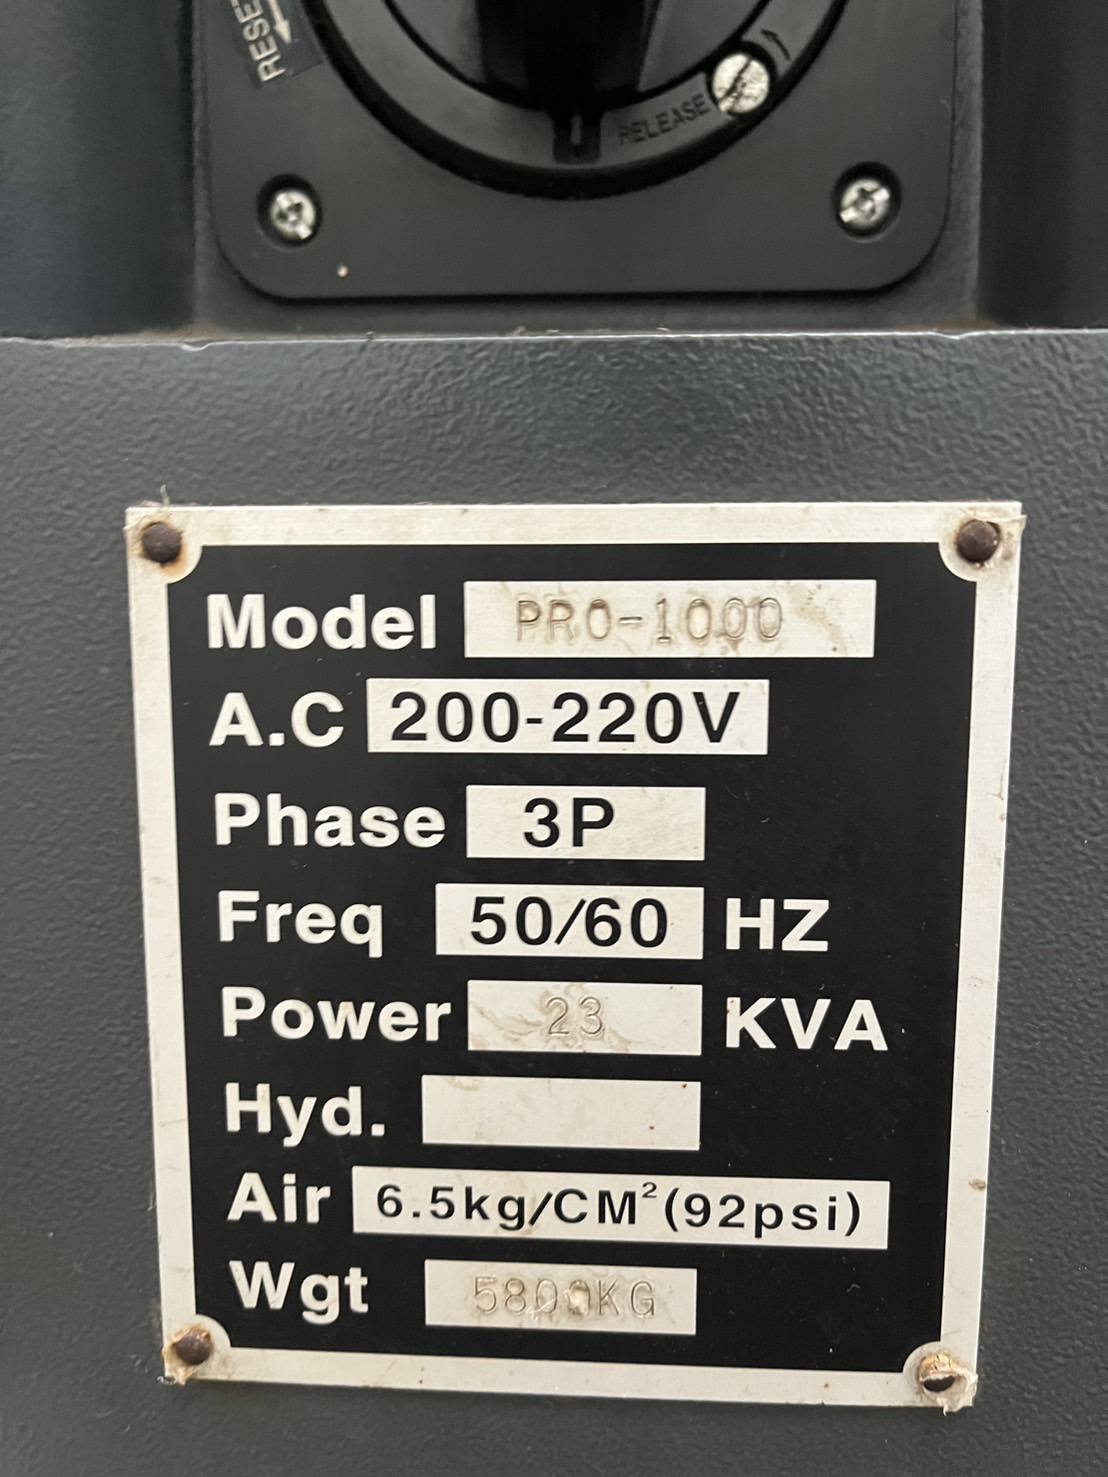 RESET
RELEASE
Model PRO-1000
A.C 200-220V
Phase 3P
Freq 50/60 HZ
Power 23 KVA
Hyd.
Air 6.5kg/CM²(92psi)
Wgt 5800KG